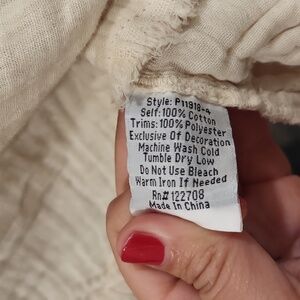 Style: P11918-4
Self: 100% Cotton
Trims: 100% Polyester
Exclusive Of Decoration
Machine Wash Cold
Tumble Dry Low
Do Not Use Bleach
Warm Iron If Needed
Rn# 122708
Made In China